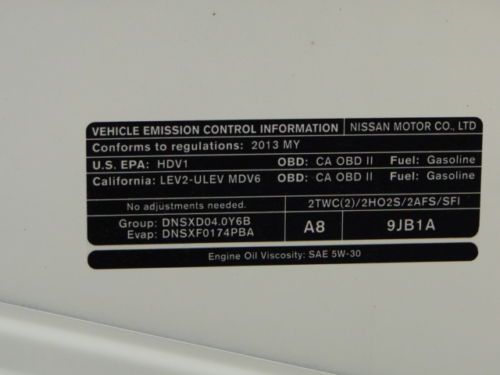 VEHICLE EMISSION CONTROL INFORMATION NISSAN MOTOR CO., LTD
Conforms to regulations: 2013 MY
U.S. EPA: HDV1 OBD: CA OBD II Fuel: Gasoline
California: LEV2-ULEV MDV6 OBD: CA OBD II Fuel: Gasoline
No adjustments needed. 2TWC(2)/2HO2S/2AFS/SFI
Group: DNSXD04.0Y6B
Evap: DNSXF0174PBA A8 9JB1A
Engine Oil Viscosity: SAE 5W-30